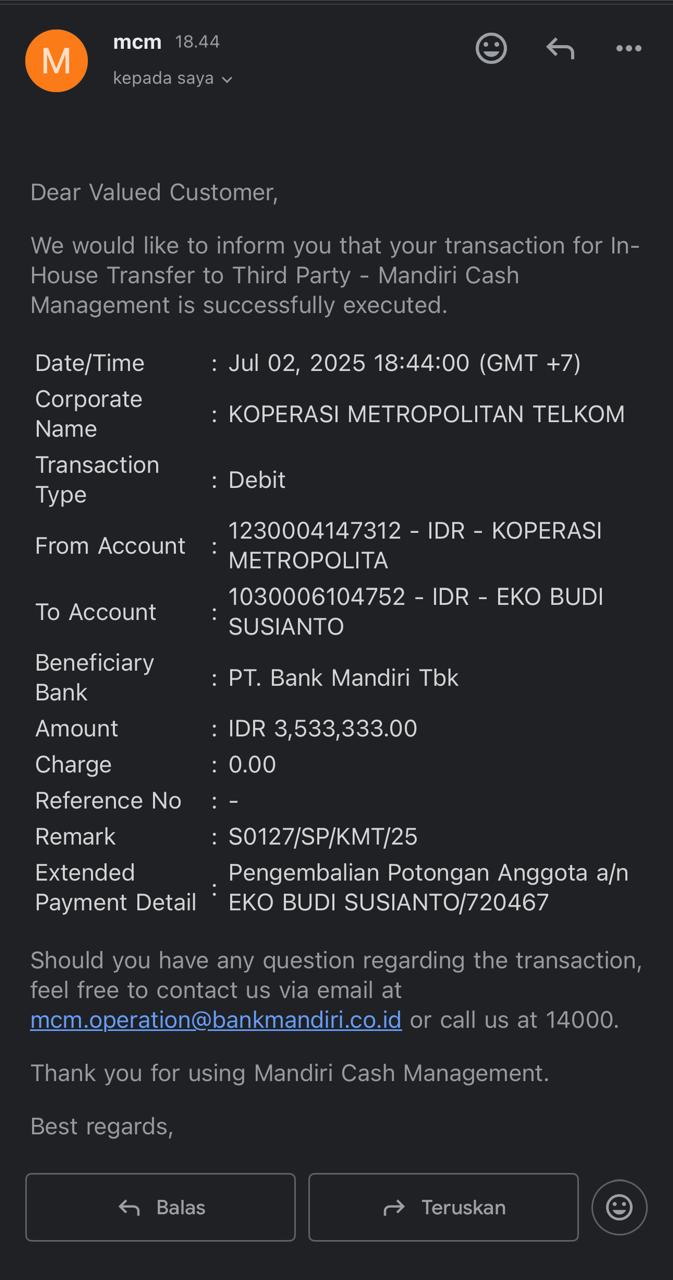 M
mcm 18.44
kepada saya
Dear Valued Customer,
We would like to inform you that your transaction for In-
House Transfer to Third Party - Mandiri Cash
Management is successfully executed.
Date/Time : Jul 02, 2025 18:44:00 (GMT +7)
Corporate
Name : KOPERASI METROPOLITAN TELKOM
Transaction
Type : Debit
From Account : 1230004147312 - IDR - KOPERASI
METROPOLITA
To Account : 1030006104752 - IDR - EKO BUDI
SUSIANTO
Beneficiary
Bank : PT. Bank Mandiri Tbk
Amount : IDR 3,533,333.00
Charge : 0.00
Reference No : -
Remark : S0127/SP/KMT/25
Extended : Pengembalian Potongan Anggota a/n
Payment Detail EKO BUDI SUSIANTO/720467
Should you have any question regarding the transaction,
feel free to contact us via email at
mcm.operation@bankmandiri.co.id or call us at 14000.
Thank you for using Mandiri Cash Management.
Best regards,
Balas Teruskan